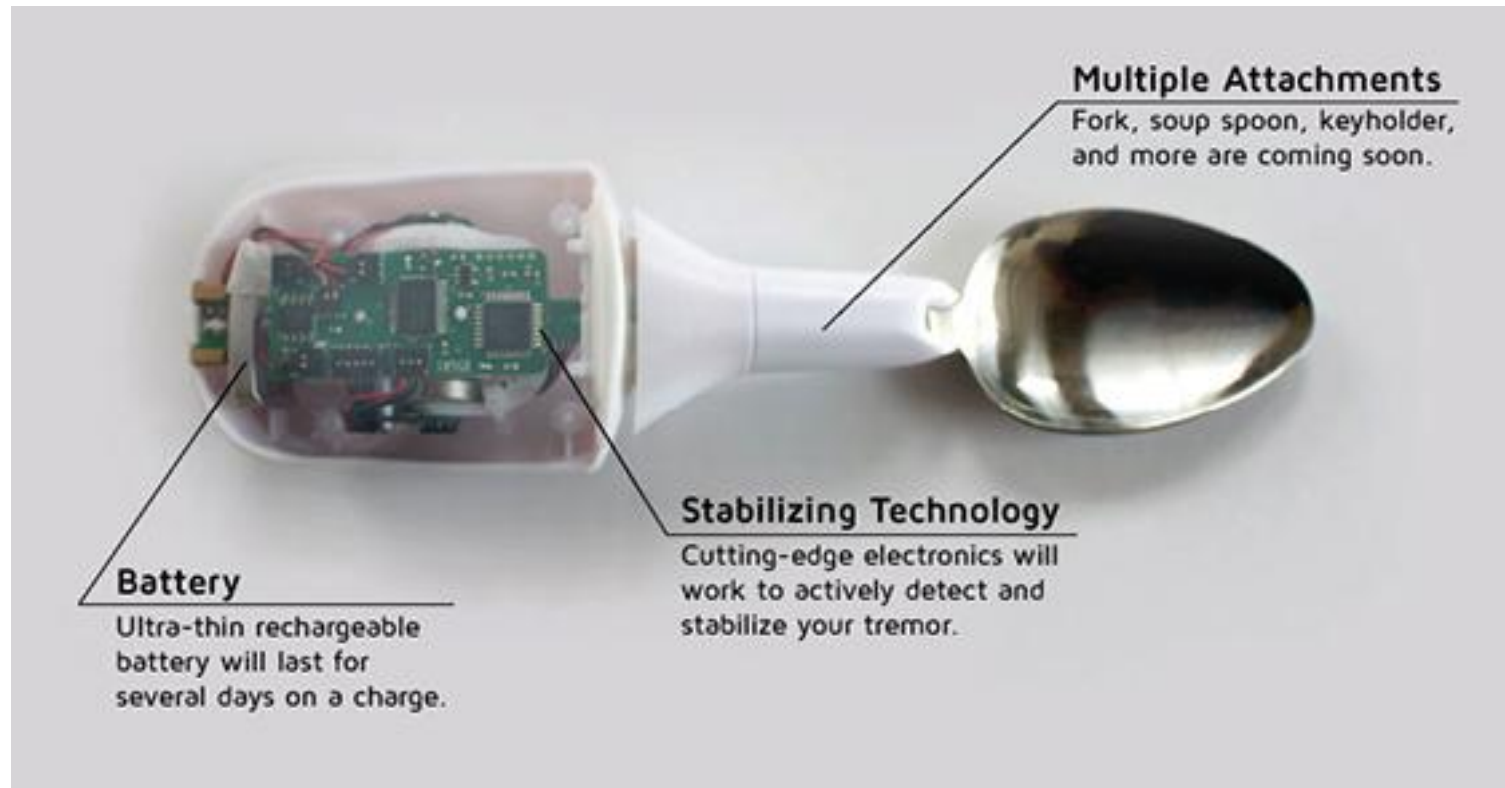 Multiple Attachments
Fork, soup spoon, keyholder,
and more are coming soon.
Stabilizing Technology
Cutting-edge electronics will
work to actively detect and
stabilize your tremor.
Battery
Ultra-thin rechargeable
battery will last for
several days on a charge.